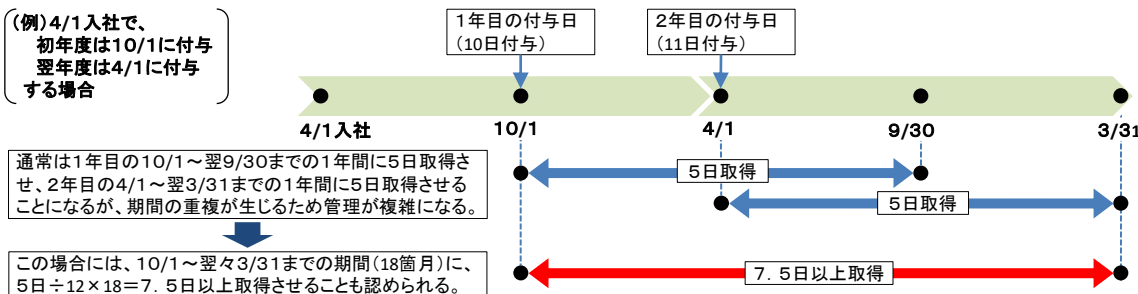 (例)4/1入社で、
初年度は10/1に付与
翌年度は4/1に付与
する場合
1年目の付与日
(10日付与)
2年目の付与日
(11日付与)
4/1入社
10/1
4/1
9/30
3/31
通常は1年目の10/1~翌9/30までの1年間に5日取得さ
せ、2年目の4/1~翌3/31までの1年間に5日取得させる
ことになるが、期間の重複が生じるため管理が複雑になる。
5日取得
5日取得
この場合には、10/1~翌々3/31までの期間(18箇月)に、
5日÷12×18=7.5日以上取得させることも認められる。
7.5日以上取得